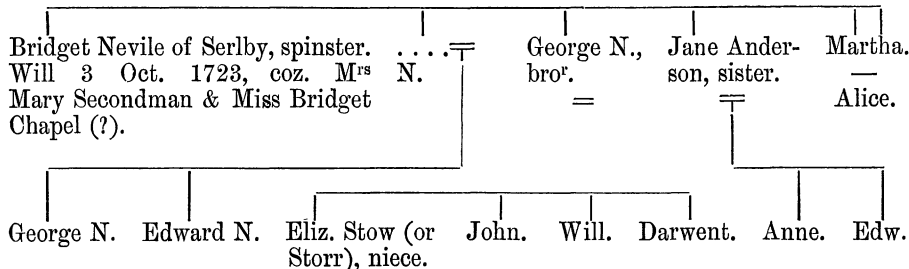 Bridget Nevile of Serlby, spinster.
Will 3 Oct. 1723, coz. Mrs
Mary Secondman & Miss Bridget
Chapel (?).
. . . .
N.
George N.,
bror.
Jane Ander-
son, sister.
Martha.
—
Alice.
George N.
Edward N.
Eliz. Stow (or
Storr), niece.
John.
Will.
Darwent.
Anne.
Edw.